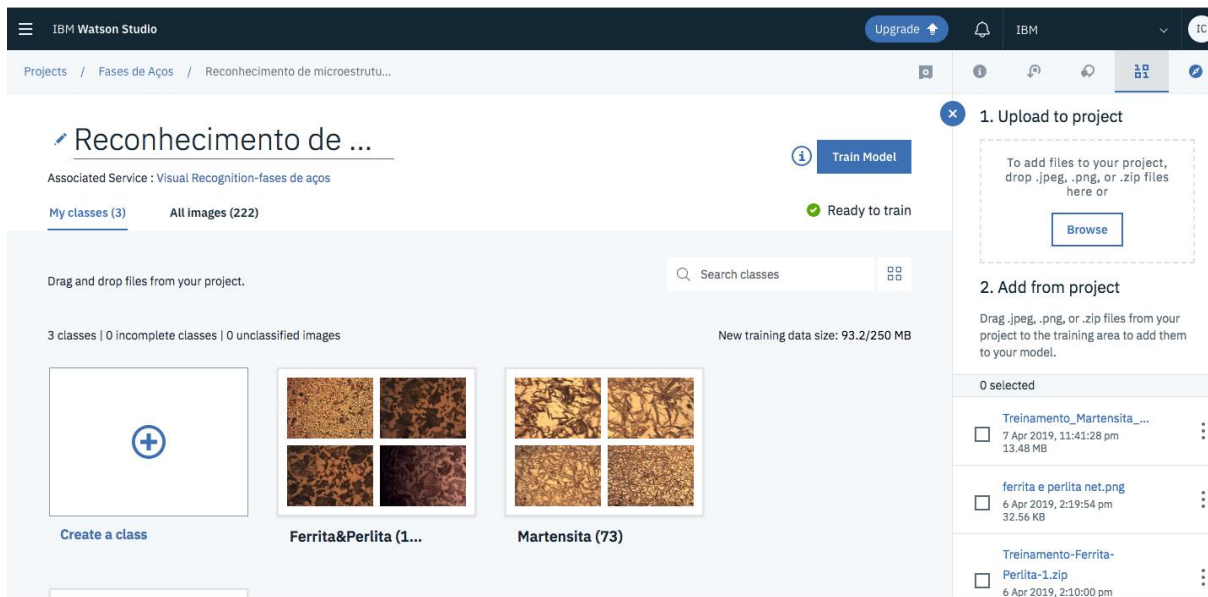 IBM Watson Studio
Upgrade
IBM
IC
Projects / Fases de Aços / Reconhecimento de microestrutu...
Reconhecimento de ...
Train Model
Associated Service : Visual Recognition-fases de aços
My classes (3)
All images (222)
Ready to train
Drag and drop files from your project.
Search classes
3 classes | 0 incomplete classes | 0 unclassified images
New training data size: 93.2/250 MB
Create a class
Ferrita&Perlita (1...
Martensita (73)
1. Upload to project
To add files to your project,
drop .jpeg, .png, or .zip files
here or
Browse
2. Add from project
Drag .jpeg, .png, or .zip files from your
project to the training area to add them
to your model.
0 selected
Treinamento_Martensita_...
7 Apr 2019, 11:41:28 pm
13.48 MB
ferrita e perlita net.png
6 Apr 2019, 2:19:54 pm
32.56 KB
Treinamento-Ferrita-
Perlita-1.zip
6 Apr 2019, 2:10:00 pm